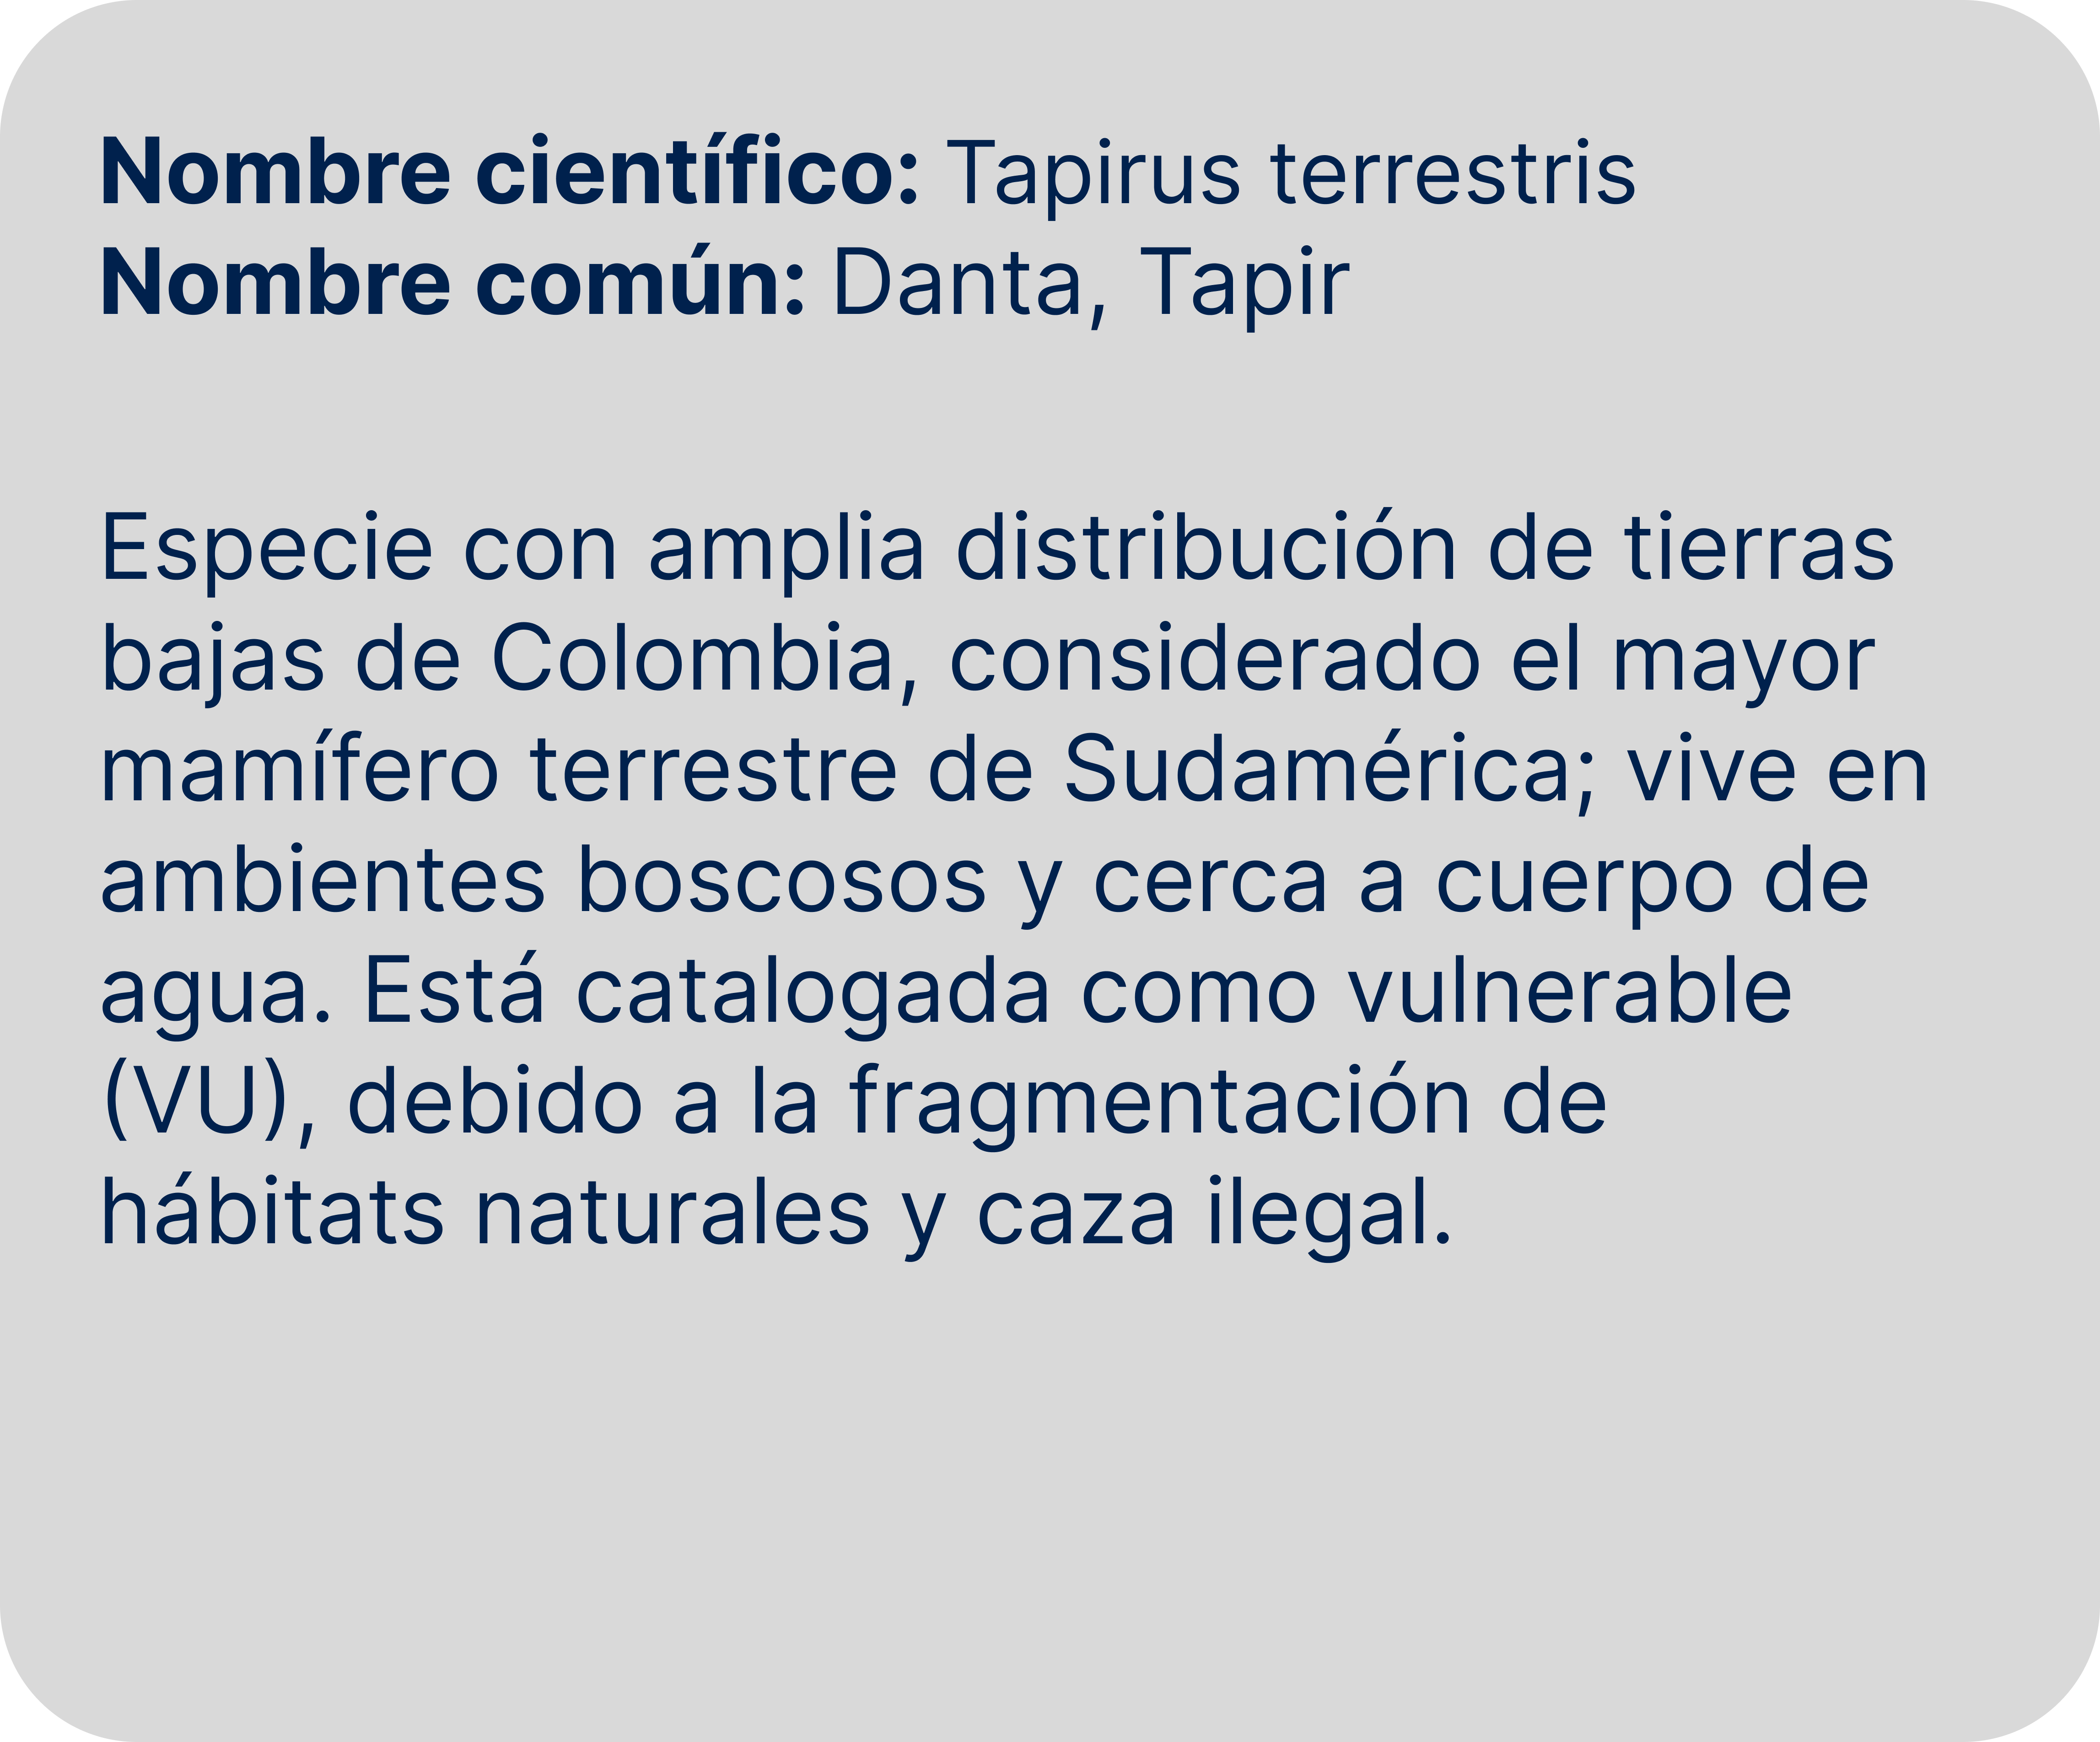 Nombre científico: Tapirus terrestris
Nombre común: Danta, Tapir
Especie con amplia distribución de tierras
bajas de Colombia, considerado el mayor
mamífero terrestre de Sudamérica; vive en
ambientes boscosos y cerca a cuerpo de
agua. Está catalogada como vulnerable
(VU), debido a la fragmentación de
hábitats naturales y caza ilegal.